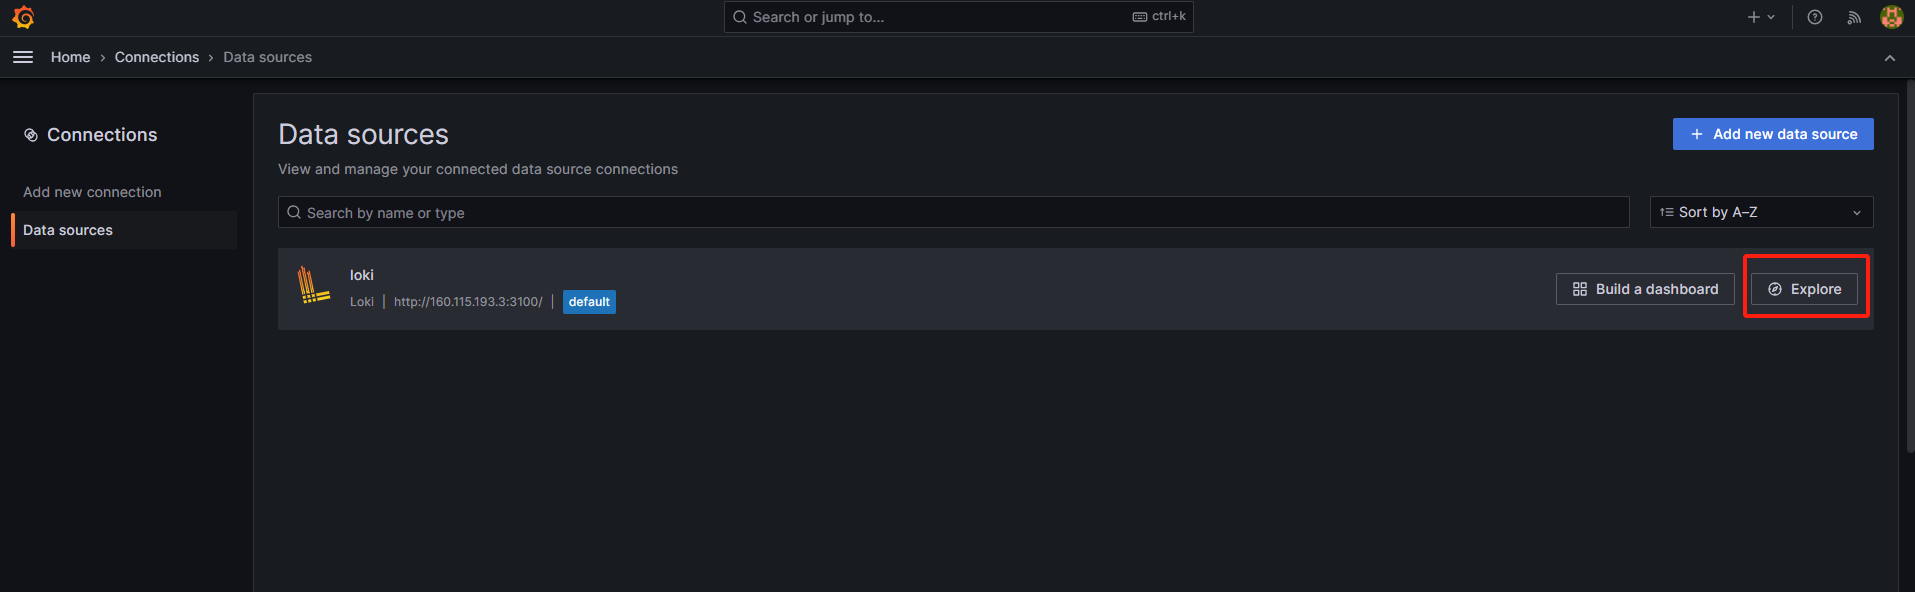 Search or jump to...
ctrl+k
Home › Connections › Data sources
Connections
Add new connection
Data sources
Data sources
View and manage your connected data source connections
Add new data source
Search by name or type
Sort by A–Z
loki
Loki | http://160.115.193.3:3100/ | default
Build a dashboard
Explore